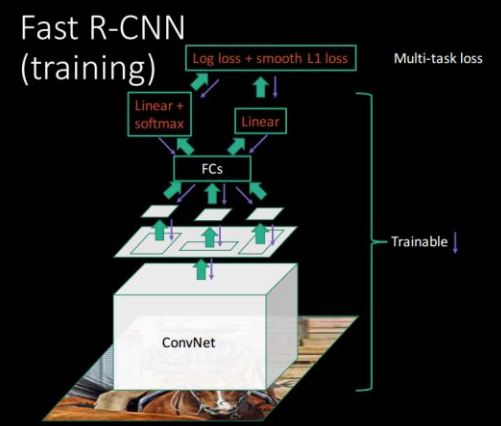 Fast R-CNN
(training)
Log loss + smooth L1 loss
Multi-task loss
Linear +
softmax
Linear
FCs
Trainable
ConvNet